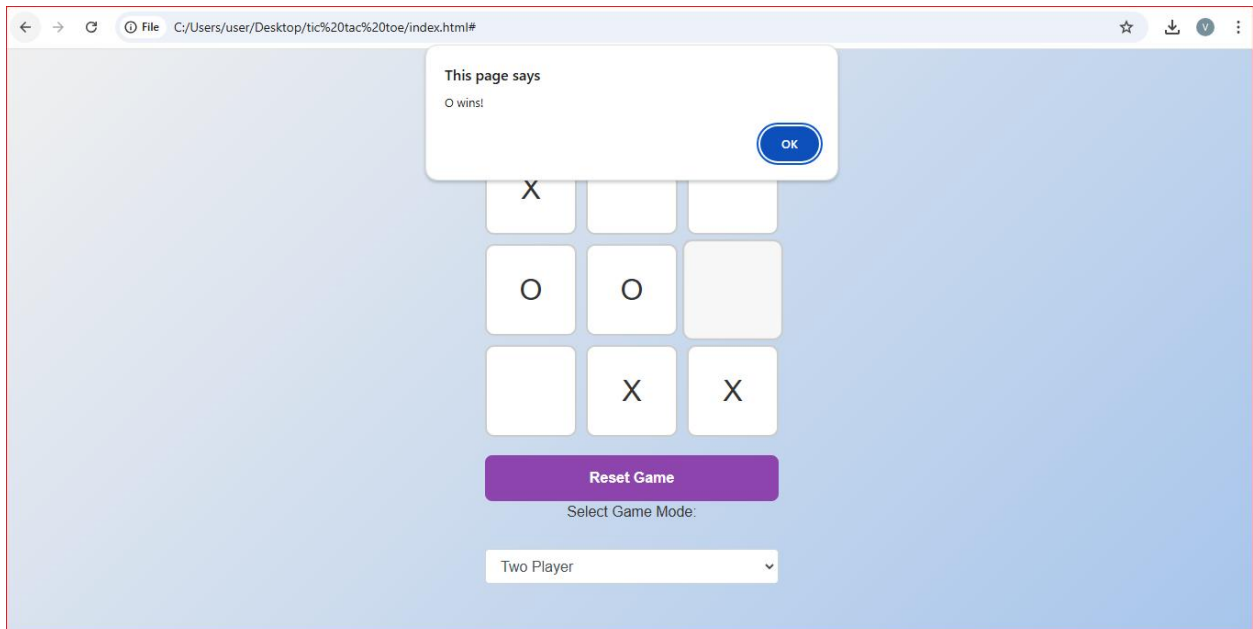 File C:/Users/user/Desktop/tic%20tac%20toe/index.html#
V
This page says
O wins!
OK
X
O O
X X
Reset Game
Select Game Mode:
Two Player